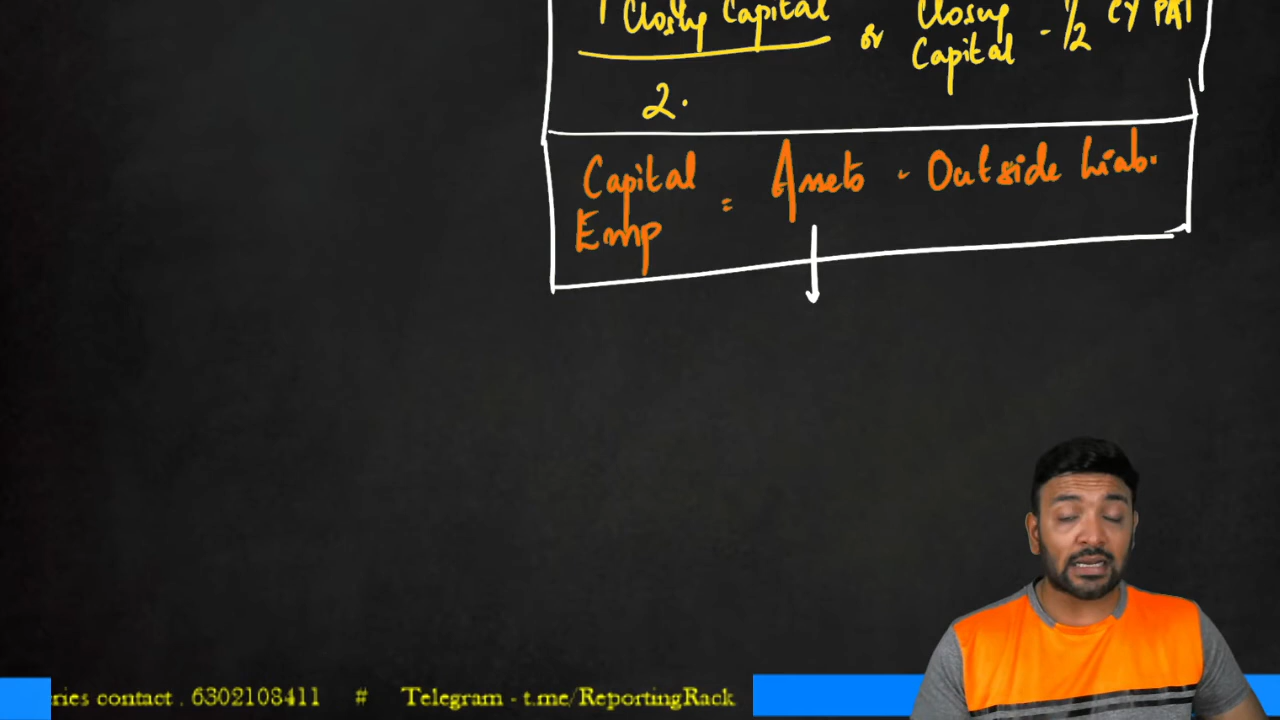 Closing Capital or Closing Capital - 1/2 CY PAT
2.
Capital Emp = Assets - Outside Liab.
ries contact . 6302108411 # Telegram - t.me/ReportingRack